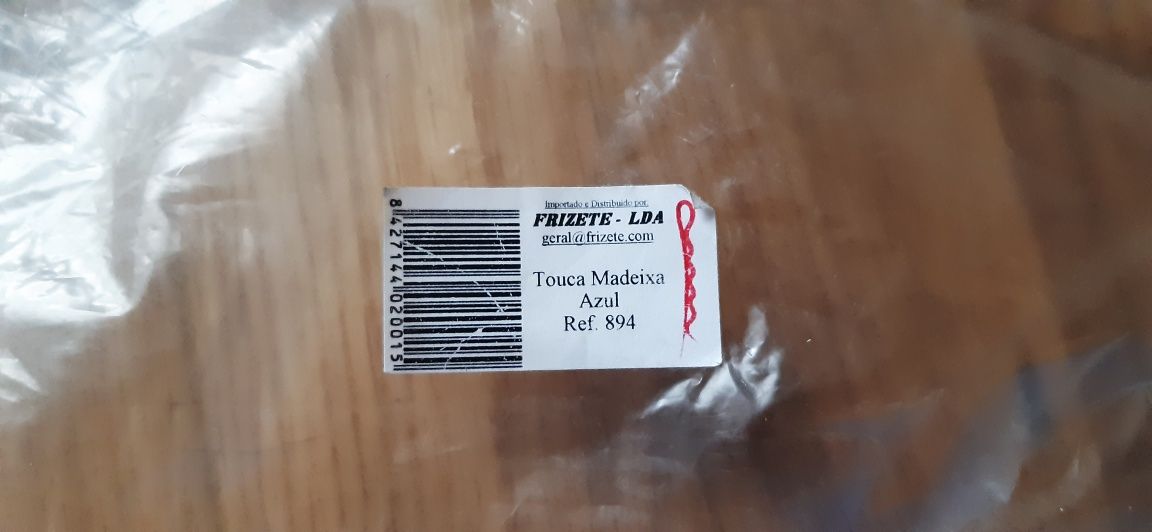 Importado e Distribuido por:
FRIZETE - LDA
geral@frizete.com
Touca Madeixa
Azul
Ref. 894
8427144020015